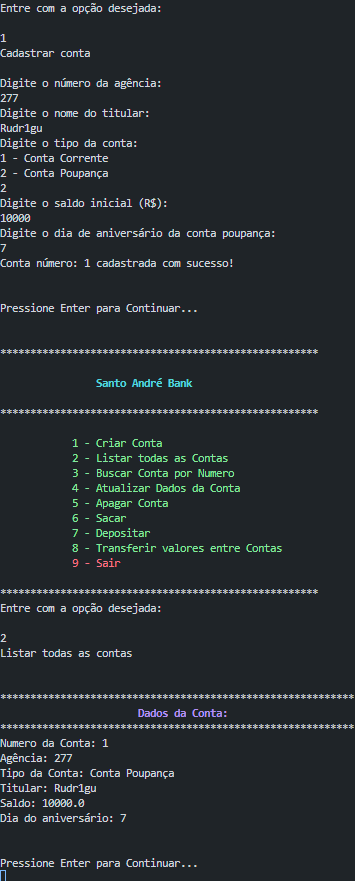 Entre com a opção desejada:
1
Cadastrar conta
Digite o número da agência:
277
Digite o nome do titular:
Rudr1gu
Digite o tipo da conta:
1 - Conta Corrente
2 - Conta Poupança
2
Digite o saldo inicial (R$):
10000
Digite o dia de aniversário da conta poupança:
7
Conta número: 1 cadastrada com sucesso!
Pressione Enter para Continuar...
*****************************************************
Santo André Bank
*****************************************************
1 - Criar Conta
2 - Listar todas as Contas
3 - Buscar Conta por Numero
4 - Atualizar Dados da Conta
5 - Apagar Conta
6 - Sacar
7 - Depositar
8 - Transferir valores entre Contas
9 - Sair
*****************************************************
Entre com a opção desejada:
2
Listar todas as contas
***********************************************************
Dados da Conta:
***********************************************************
Numero da Conta: 1
Agência: 277
Tipo da Conta: Conta Poupança
Titular: Rudr1gu
Saldo: 10000.0
Dia do aniversário: 7
Pressione Enter para Continuar...